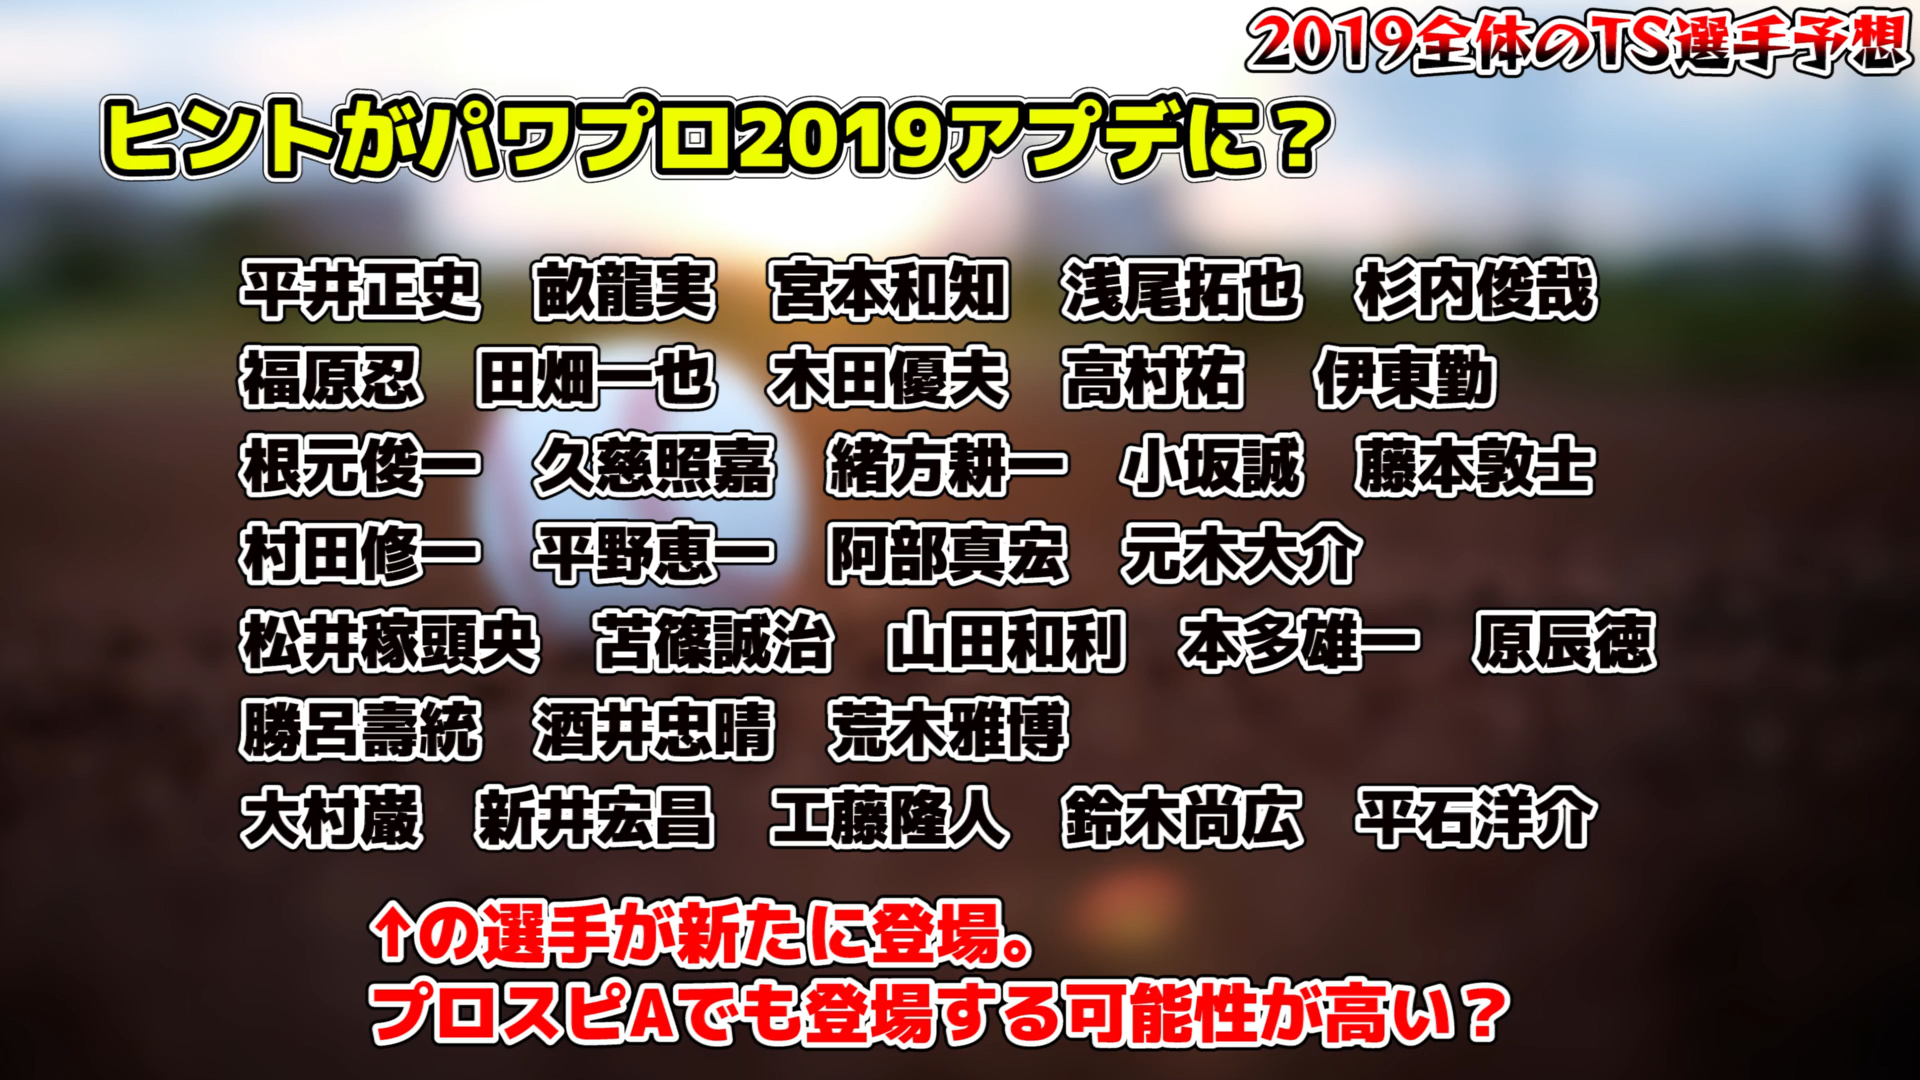 2019全体のTS選手予想
ヒントがパワプロ2019アプデに？
平井正史　畝龍実　宮本和知　浅尾拓也　杉内俊哉
福原忍　田畑一也　木田優夫　高村祐　伊東勤
根元俊一　久慈照嘉　緒方耕一　小坂誠　藤本敦士
村田修一　平野恵一　阿部真宏　元木大介
松井稼頭央　苫篠誠治　山田和利　本多雄一　原辰徳
勝呂壽統　酒井忠晴　荒木雅博
大村巌　新井宏昌　工藤隆人　鈴木尚広　平石洋介
↑の選手が新たに登場。
プロスピAでも登場する可能性が高い？